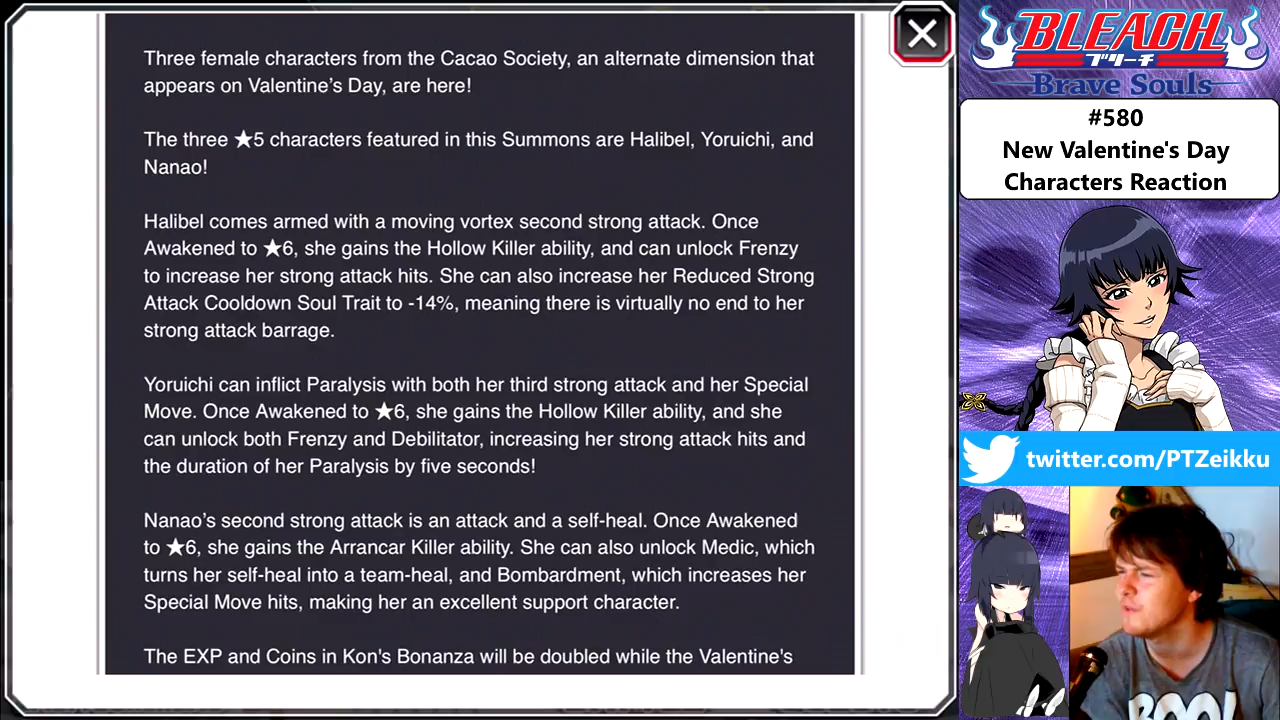 Three female characters from the Cacao Society, an alternate dimension that
appears on Valentine's Day, are here!
The three ★5 characters featured in this Summons are Halibel, Yoruichi, and
Nanao!
Halibel comes armed with a moving vortex second strong attack. Once
Awakened to ★6, she gains the Hollow Killer ability, and can unlock Frenzy
to increase her strong attack hits. She can also increase her Reduced Strong
Attack Cooldown Soul Trait to -14%, meaning there is virtually no end to her
strong attack barrage.
Yoruichi can inflict Paralysis with both her third strong attack and her Special
Move. Once Awakened to ★6, she gains the Hollow Killer ability, and she
can unlock both Frenzy and Debilitator, increasing her strong attack hits and
the duration of her Paralysis by five seconds!
Nanao's second strong attack is an attack and a self-heal. Once Awakened
to ★6, she gains the Arrancar Killer ability. She can also unlock Medic, which
turns her self-heal into a team-heal, and Bombardment, which increases her
Special Move hits, making her an excellent support character.
The EXP and Coins in Kon's Bonanza will be doubled while the Valentine's
BLEACH
ブリーチ
Brave Souls
#580
New Valentine's Day
Characters Reaction
twitter.com/PTZeikku
BOO!